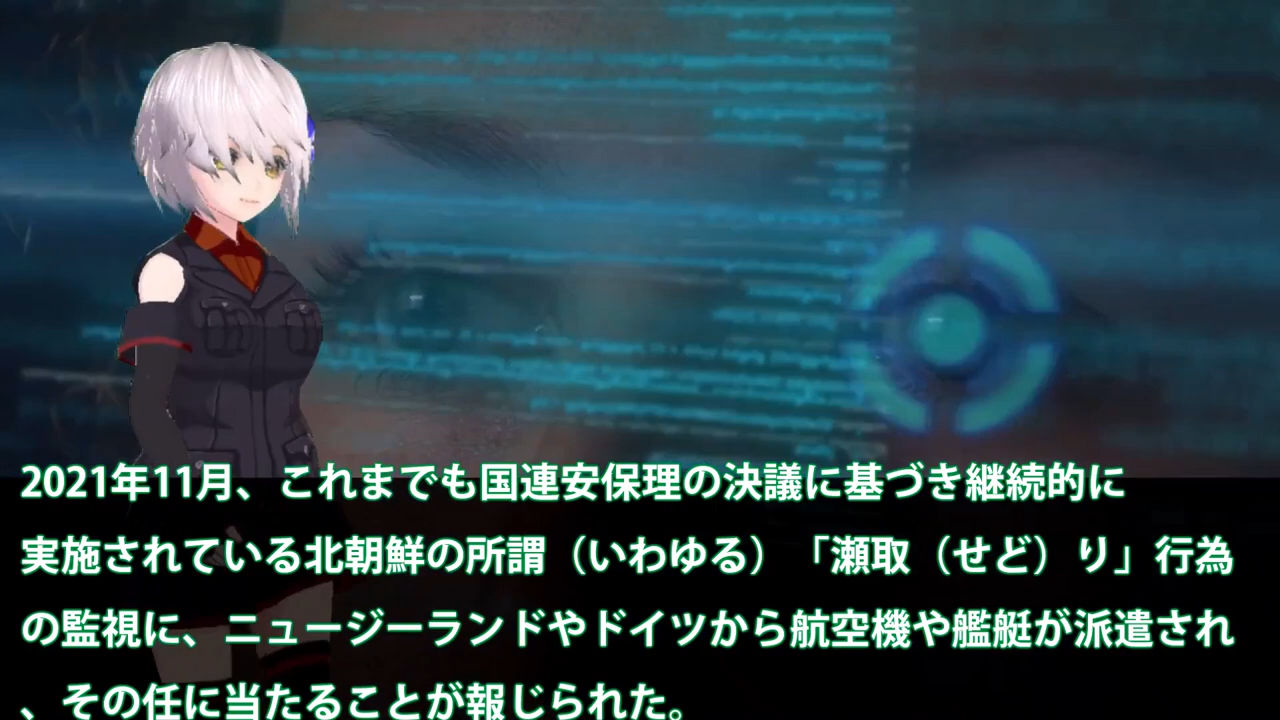 2021年11月、これまでも国連安保理の決議に基づき継続的に
実施されている北朝鮮の所謂（いわゆる）「瀬取（せど）り」行為
の監視に、ニュージーランドやドイツから航空機や艦艇が派遣され
、その任に当たることが報じられた。